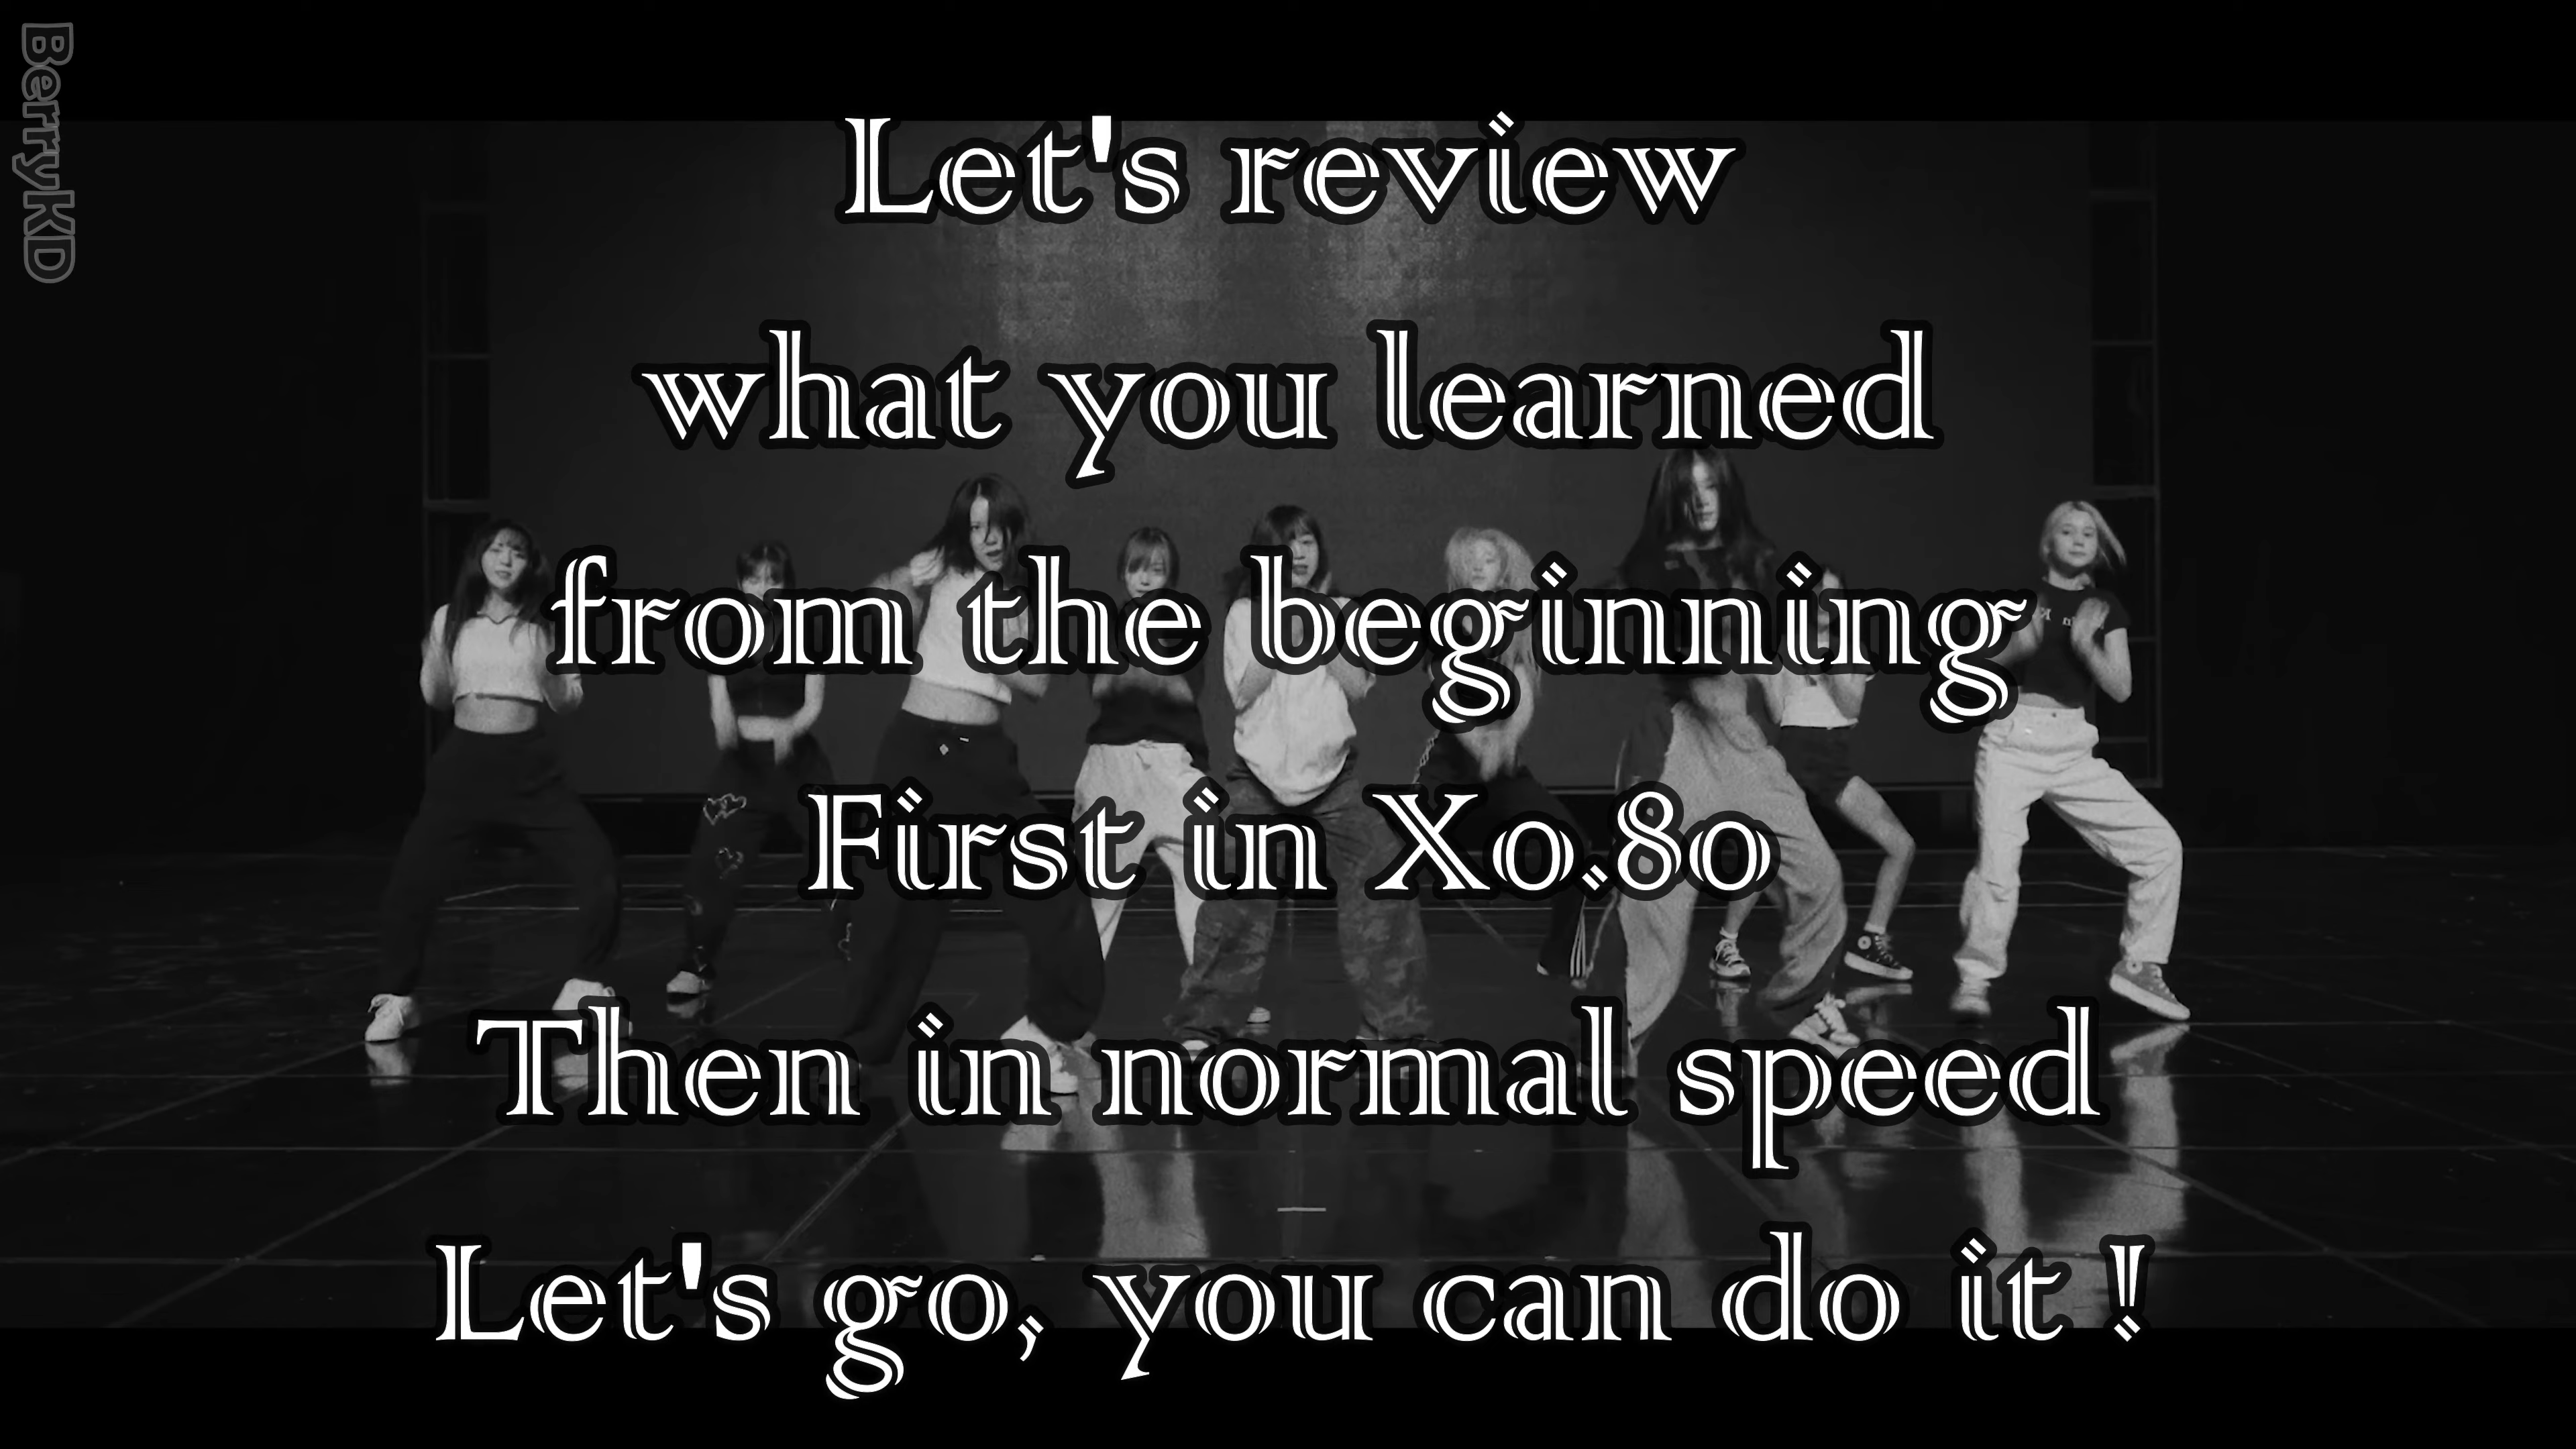 BerryKD
Let's review
what you learned
from the beginning
First in X0.80
Then in normal speed
Let's go, you can do it !